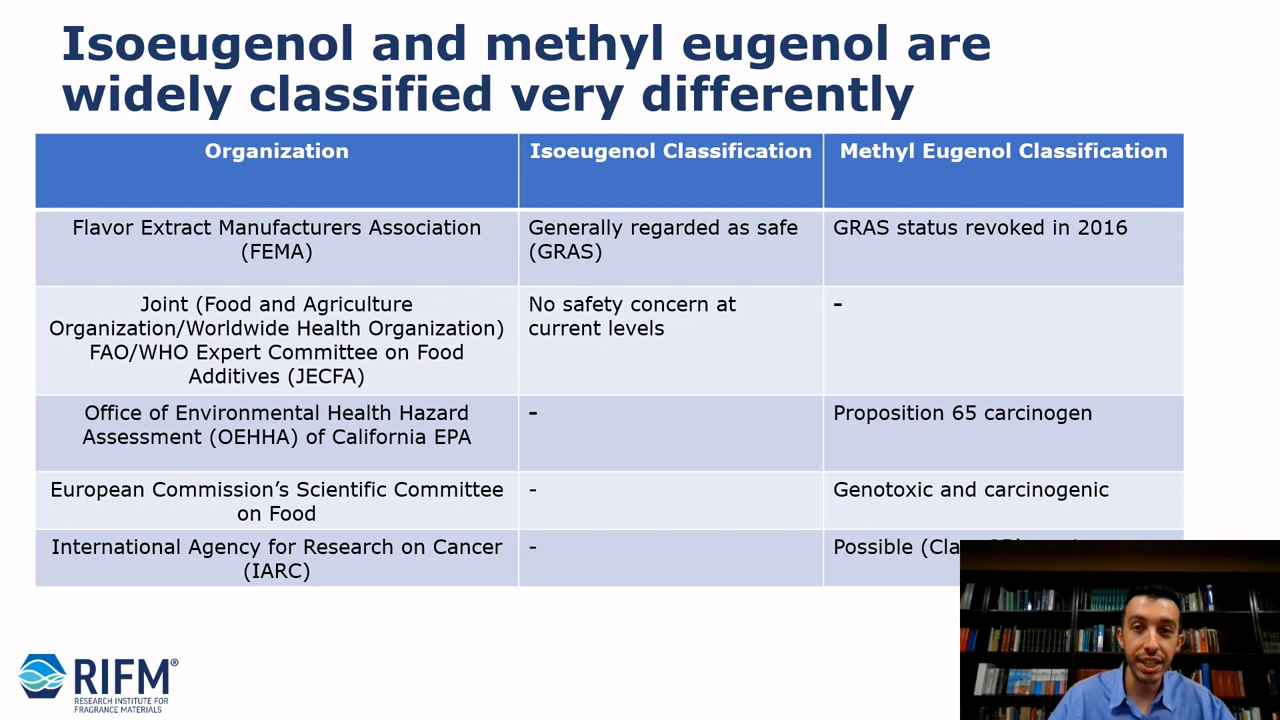 Isoeugenol and methyl eugenol are
widely classified very differently
Organization
Isoeugenol Classification
Methyl Eugenol Classification
Flavor Extract Manufacturers Association
(FEMA)
Generally regarded as safe
(GRAS)
GRAS status revoked in 2016
Joint (Food and Agriculture
Organization/Worldwide Health Organization)
FAO/WHO Expert Committee on Food
Additives (JECFA)
No safety concern at
current levels
-
Office of Environmental Health Hazard
Assessment (OEHHA) of California EPA
-
Proposition 65 carcinogen
European Commission’s Scientific Committee
on Food
-
Genotoxic and carcinogenic
International Agency for Research on Cancer
(IARC)
-
Possible
RIFM®
RESEARCH INSTITUTE FOR
FRAGRANCE MATERIALS